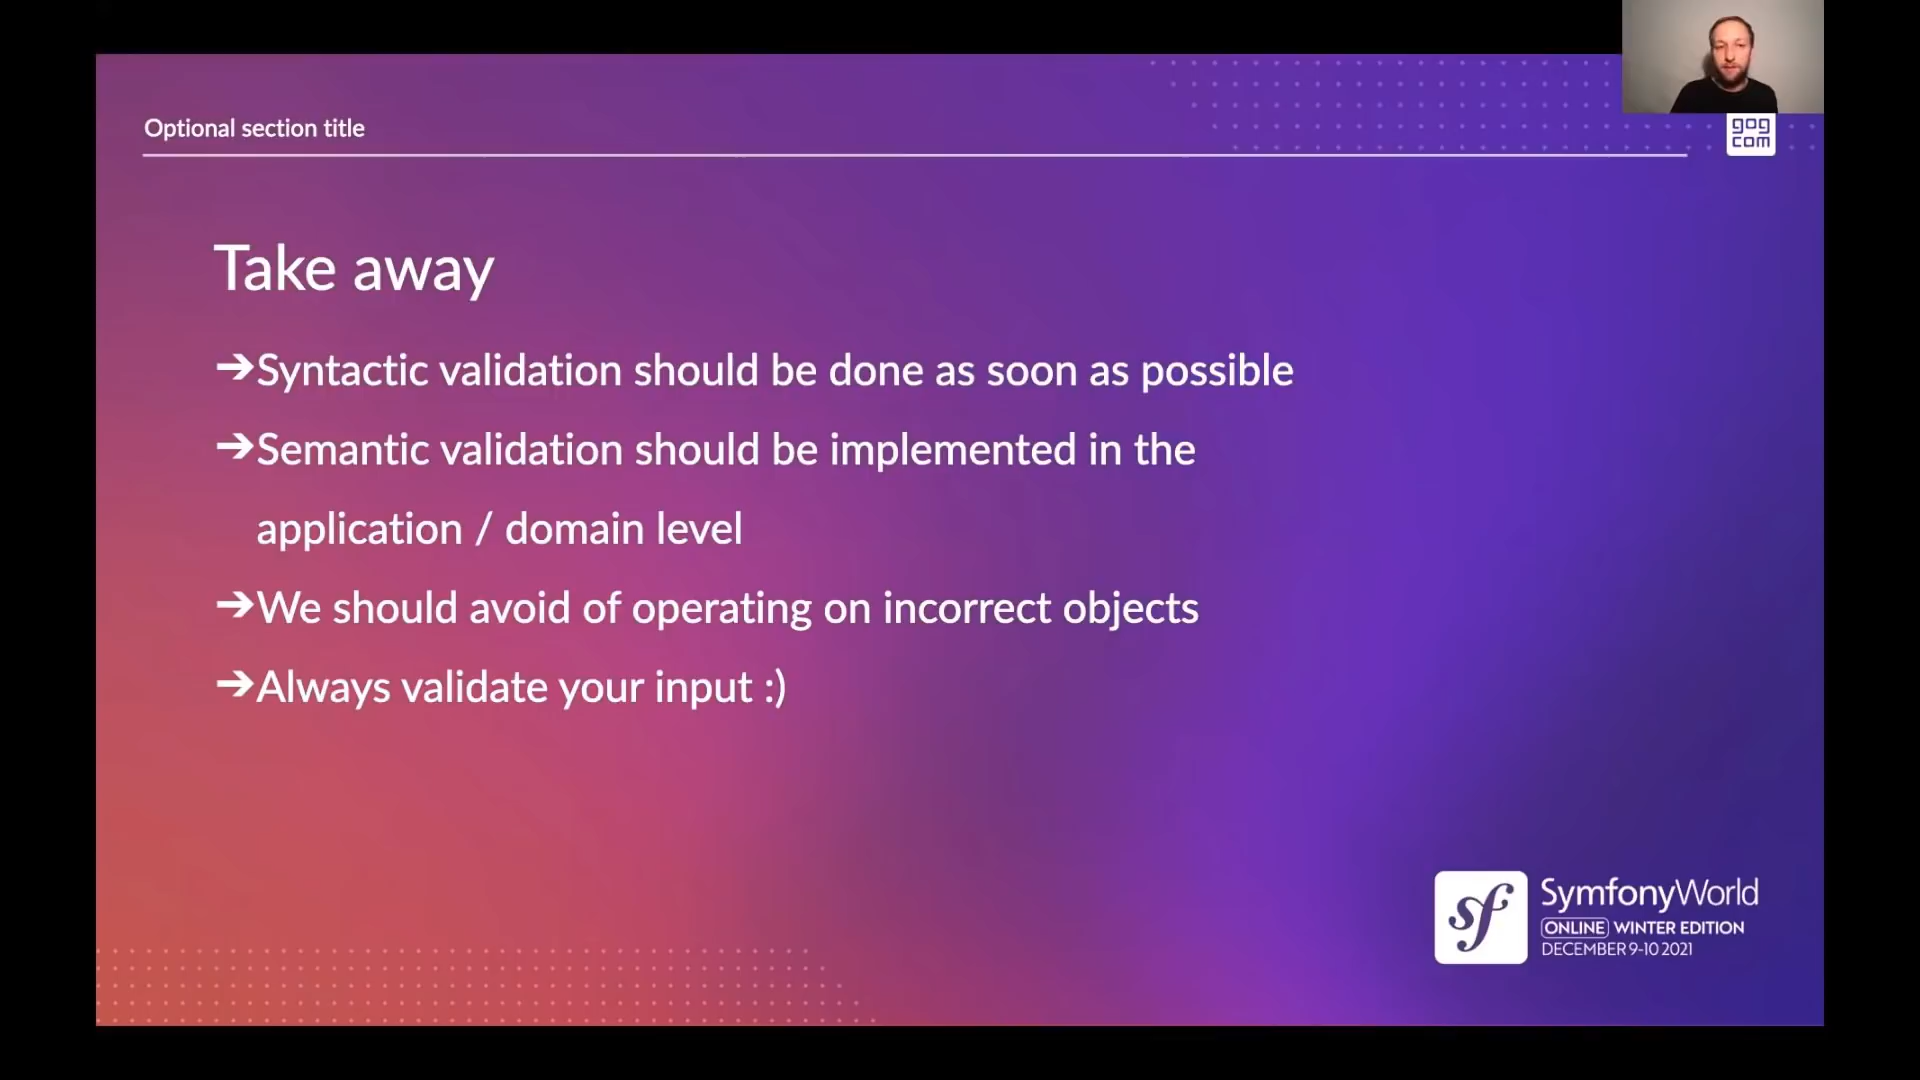 Optional section title
gog
com
Take away
➔Syntactic validation should be done as soon as possible
➔Semantic validation should be implemented in the
application / domain level
➔We should avoid of operating on incorrect objects
➔Always validate your input :)
sf
SymfonyWorld
ONLINE WINTER EDITION
DECEMBER 9-10 2021